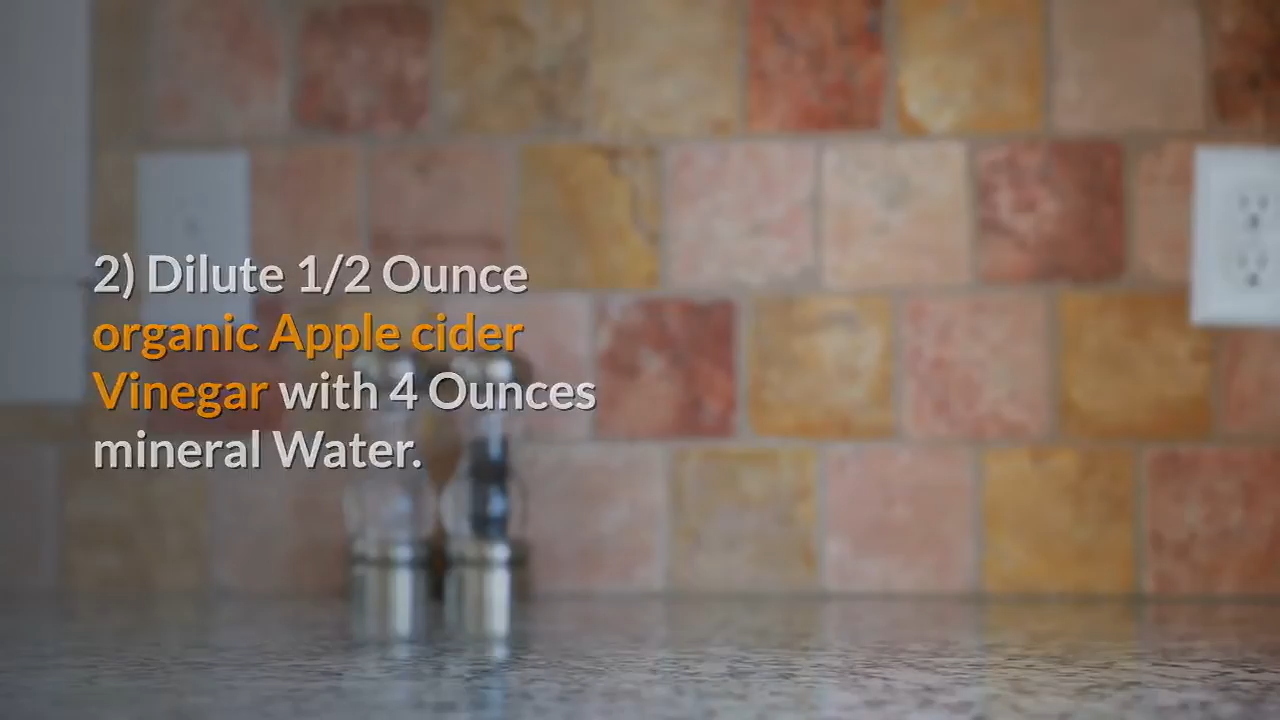 2) Dilute 1/2 Ounce
organic Apple cider
Vinegar with 4 Ounces
mineral Water.